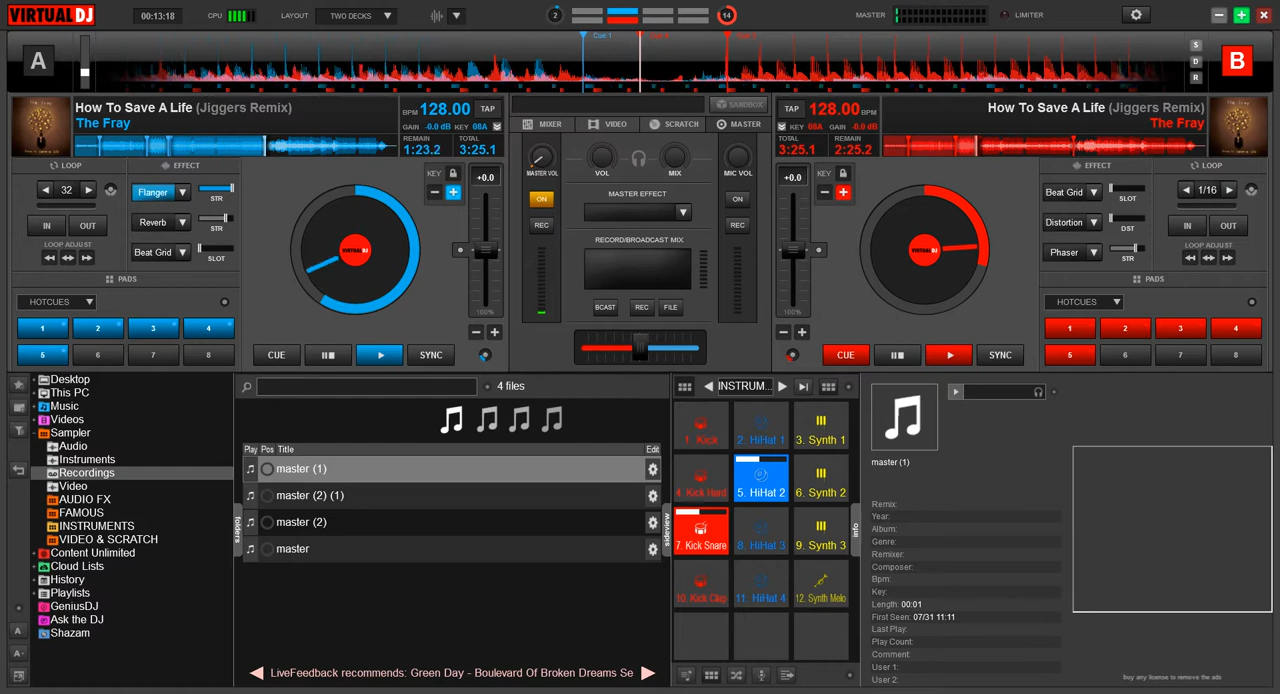 VIRTUALDJ 00:13:18 CPU LAYOUT TWO DECKS 2 14 MASTER LIMITER
Cue 1
A S D R B
How To Save A Life (Jiggers Remix)
The Fray
BPM 128.00 TAP
GAIN -0.0 dB KEY 08A
REMAIN TOTAL
1:23.2 3:25.1
SANDBOX
MIXER VIDEO SCRATCH MASTER
TAP 128.00 BPM
KEY 08A GAIN -0.0 dB
TOTAL REMAIN
3:25.1 2:25.2
How To Save A Life (Jiggers Remix)
The Fray
LOOP EFFECT
32 Flanger STR
Reverb STR
IN OUT
LOOP ADJUST
Beat Grid SLOT
PADS
HOTCUES
1 2 3 4
5 6 7 8
KEY +0.0
100%
VIRTUAL DJ
CUE SYNC
MASTER VOL VOL MIX MIC VOL
ON MASTER EFFECT ON
REC REC
RECORD/BROADCAST MIX
BCAST REC FILE
+0.0 KEY
100%
VIRTUAL DJ
CUE SYNC
EFFECT LOOP
Beat Grid SLOT 1/16
Distortion DST IN OUT
Phaser STR LOOP ADJUST
PADS
HOTCUES
1 2 3 4
5 6 7 8
Desktop
This PC
Music
Videos
Sampler
Audio
Instruments
Recordings
Video
AUDIO FX
FAMOUS
INSTRUMENTS
VIDEO & SCRATCH
Content Unlimited
Cloud Lists
History
Playlists
GeniusDJ
Ask the DJ
Shazam
A
A
folders
4 files
Play Pos Title Edit
master (1)
master (2) (1)
master (2)
master
LiveFeedback recommends: Green Day - Boulevard Of Broken Dreams Se
sideview
INSTRUM...
1. Kick 2. HiHat 1 3. Synth 1
4. Kick Hard 5. HiHat 2 6. Synth 2
7. Kick Snare 8. HiHat 3 9. Synth 3
10. Kick Clap 11. HiHat 4 12. Synth Melo
info
master (1)
Remix:
Year:
Album:
Genre:
Remixer:
Composer:
Bpm:
Key:
Length: 00:01
First Seen: 07/31 11:11
Last Play:
Play Count:
Comment:
User 1:
User 2:
buy any license to remove the ads